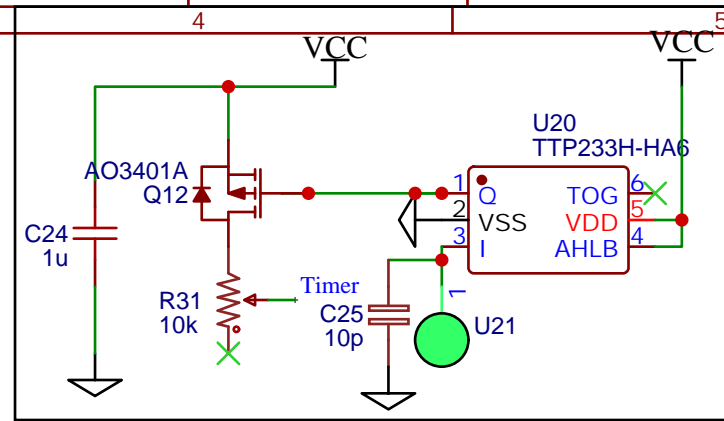 4
5
VCC
VCC
U20
TTP233H-HA6
AO3401A
Q12
1
Q
TOG
6
2
VSS
VDD
5
3
I
AHLB
4
C24
1u
R31
10k
Timer
C25
10p
1
U21